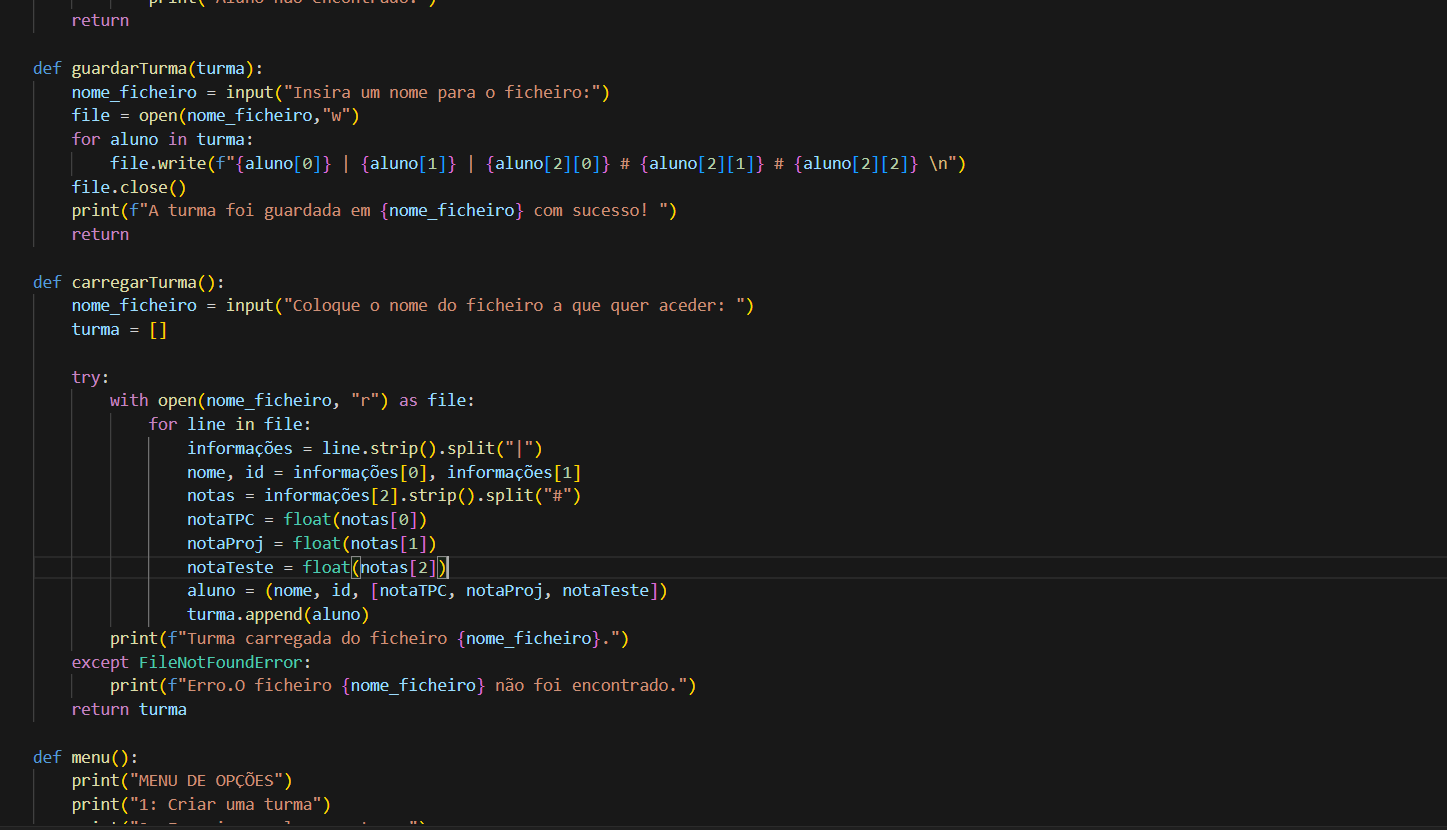 print("Aluno não encontrado.")
return
def guardarTurma(turma):
nome_ficheiro = input("Insira um nome para o ficheiro:")
file = open(nome_ficheiro,"w")
for aluno in turma:
file.write(f"{aluno[0]} | {aluno[1]} | {aluno[2][0]} # {aluno[2][1]} # {aluno[2][2]} \n")
file.close()
print(f"A turma foi guardada em {nome_ficheiro} com sucesso! ")
return
def carregarTurma():
nome_ficheiro = input("Coloque o nome do ficheiro a que quer aceder: ")
turma = []
try:
with open(nome_ficheiro, "r") as file:
for line in file:
informações = line.strip().split("|")
nome, id = informações[0], informações[1]
notas = informações[2].strip().split("#")
notaTPC = float(notas[0])
notaProj = float(notas[1])
notaTeste = float(notas[2])
aluno = (nome, id, [notaTPC, notaProj, notaTeste])
turma.append(aluno)
print(f"Turma carregada do ficheiro {nome_ficheiro}.")
except FileNotFoundError:
print(f"Erro.O ficheiro {nome_ficheiro} não foi encontrado.")
return turma
def menu():
print("MENU DE OPÇÕES")
print("1: Criar uma turma")